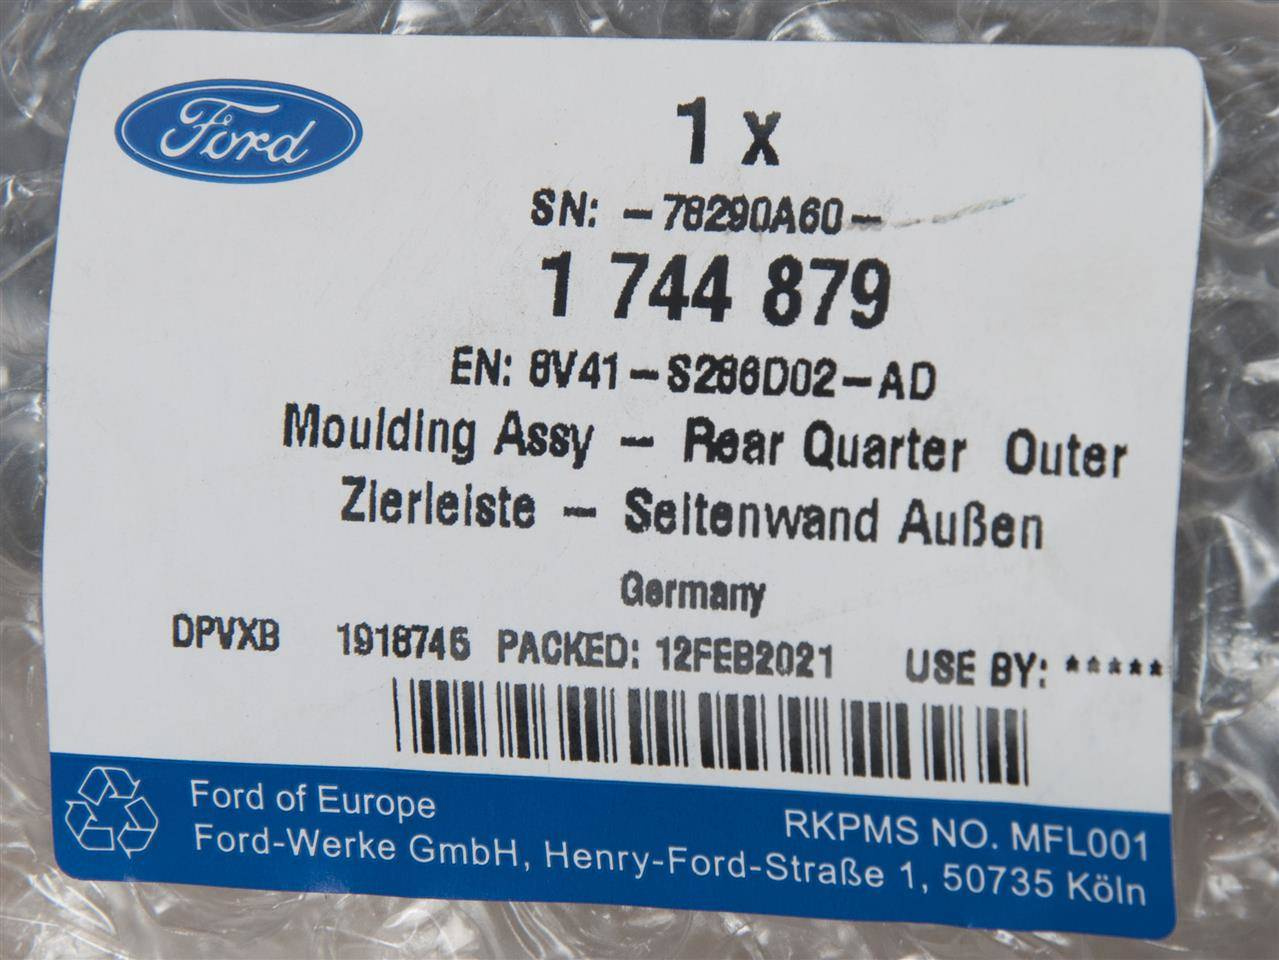 Ford
1 x
SN: -78290A60-
1 744 879
EN: 8V41-S286D02-AD
Moulding Assy - Rear Quarter Outer
Zierleiste - Seitenwand Außen
Germany
DPVXB 1918746 PACKED: 12FEB2021 USE BY: *****
Ford of Europe
RKPMS NO. MFL001
Ford-Werke GmbH, Henry-Ford-Straße 1, 50735 Köln